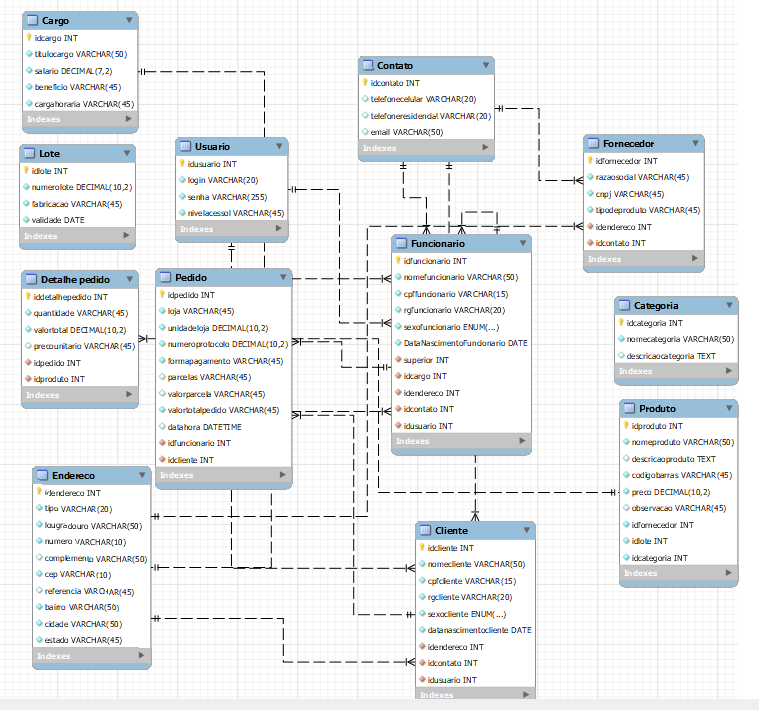 Cargo
idcargo INT
titulocargo VARCHAR(50)
salario DECIMAL(7,2)
beneficio VARCHAR(45)
cargahoraria VARCHAR(45)
Indexes
Lote
idlote INT
numerolote DECIMAL(10,2)
fabricacao VARCHAR(45)
validade DATE
Indexes
Usuario
idusuario INT
login VARCHAR(20)
senha VARCHAR(255)
nivelacessol VARCHAR(45)
Indexes
Contato
idcontato INT
telefonecelular VARCHAR(20)
telefoneresidencial VARCHAR(20)
email VARCHAR(50)
Indexes
Fornecedor
idfornecedor INT
razaosocial VARCHAR(45)
cnpj VARCHAR(45)
tipodeproduto VARCHAR(45)
idendereco INT
idcontato INT
Indexes
Detalhe pedido
iddetalhepedido INT
quantidade VARCHAR(45)
valortotal DECIMAL(10,2)
precounitario VARCHAR(45)
idpedido INT
idproduto INT
Indexes
Pedido
idpedido INT
loja VARCHAR(45)
unidadeloja DECIMAL(10,2)
numeroprotocolo DECIMAL(10,2)
formapagamento VARCHAR(45)
parcelas VARCHAR(45)
valorparcela VARCHAR(45)
valortotalpedido VARCHAR(45)
datahora DATETIME
idfuncionario INT
idcliente INT
Indexes
Funcionario
idfuncionario INT
nomefuncionario VARCHAR(50)
cpffuncionario VARCHAR(15)
rgfuncionario VARCHAR(20)
sexofuncionario ENUM(...)
DataNascimentoFuncionario DATE
superior INT
idcargo INT
idendereco INT
idcontato INT
idusuario INT
Indexes
Categoria
idcategoria INT
nomecategoria VARCHAR(50)
descricaocategoria TEXT
Indexes
Produto
idproduto INT
nomeproduto VARCHAR(50)
descricaoproduto TEXT
codigobarras VARCHAR(45)
preco DECIMAL(10,2)
observacao VARCHAR(45)
idfornecedor INT
idlote INT
idcategoria INT
Indexes
Endereco
idendereco INT
tipo VARCHAR(20)
lougradouro VARCHAR(50)
numero VARCHAR(10)
complemento VARCHAR(50)
cep VARCHAR(10)
referencia VARCHAR(45)
bairro VARCHAR(50)
cidade VARCHAR(50)
estado VARCHAR(45)
Indexes
Cliente
idcliente INT
nomecliente VARCHAR(50)
cpfcliente VARCHAR(15)
rgcliente VARCHAR(20)
sexocliente ENUM(...)
datanascimentocliente DATE
idendereco INT
idcontato INT
idusuario INT
Indexes